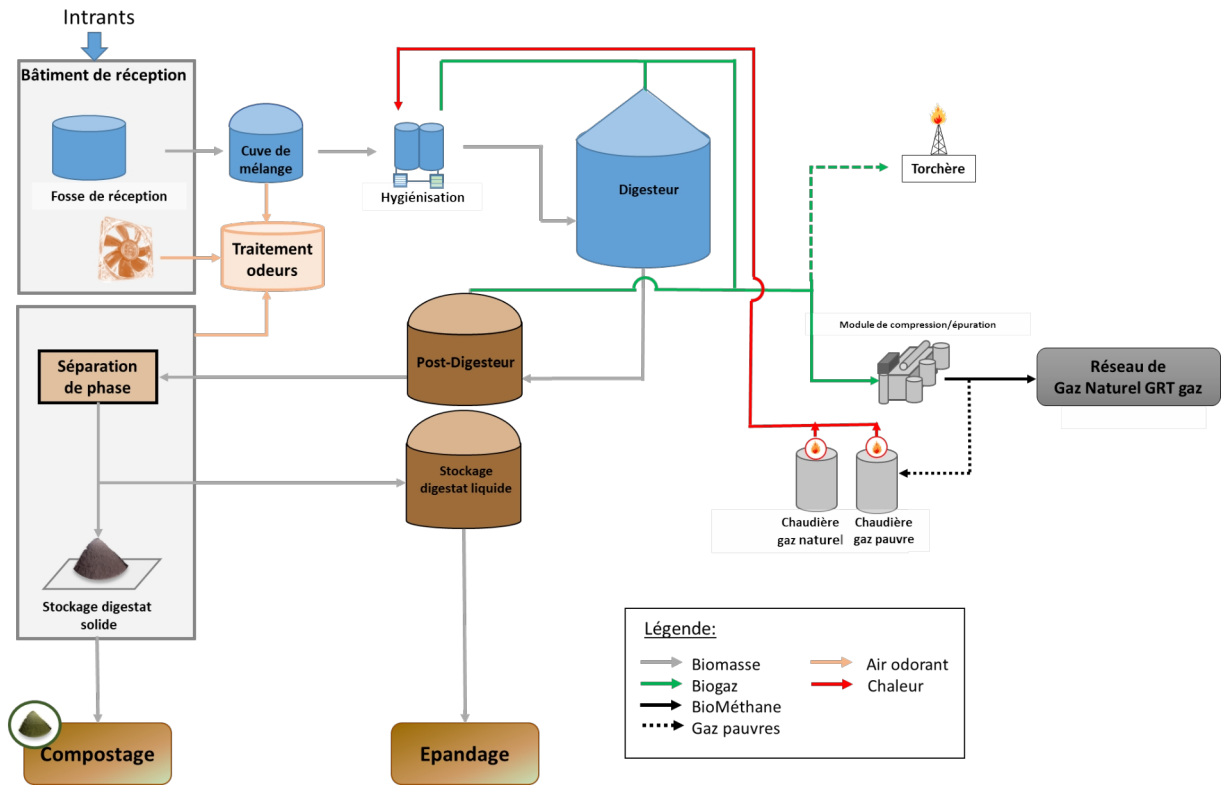 Intrants
Bâtiment de réception
Fosse de réception
Cuve de
mélange
Traitement
odeurs
Hygiénisation
Digesteur
Torchère
Module de compression/épuration
Réseau de
Gaz Naturel GRT gaz
Post-Digesteur
Séparation
de phase
Stockage
digestat liquide
Chaudière
gaz naturel
Chaudière
gaz pauvre
Stockage digestat
solide
Légende:
Biomasse
Biogaz
BioMéthane
Gaz pauvres
Air odorant
Chaleur
Compostage
Epandage